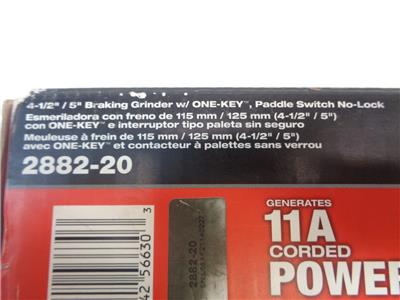 4-1/2" / 5" Braking Grinder w/ ONE-KEY™, Paddle Switch No-Lock
Esmeriladora con freno de 115 mm / 125 mm (4-1/2" / 5")
con ONE-KEY™ e interruptor tipo paleta sin seguro
Meuleuse à frein de 115 mm / 125 mm (4-1/2" / 5")
avec ONE-KEY™ et contacteur à palettes sans verrou
2882-20
GENERATES
11A
CORDED
POWER
2882-20
42 56630 3